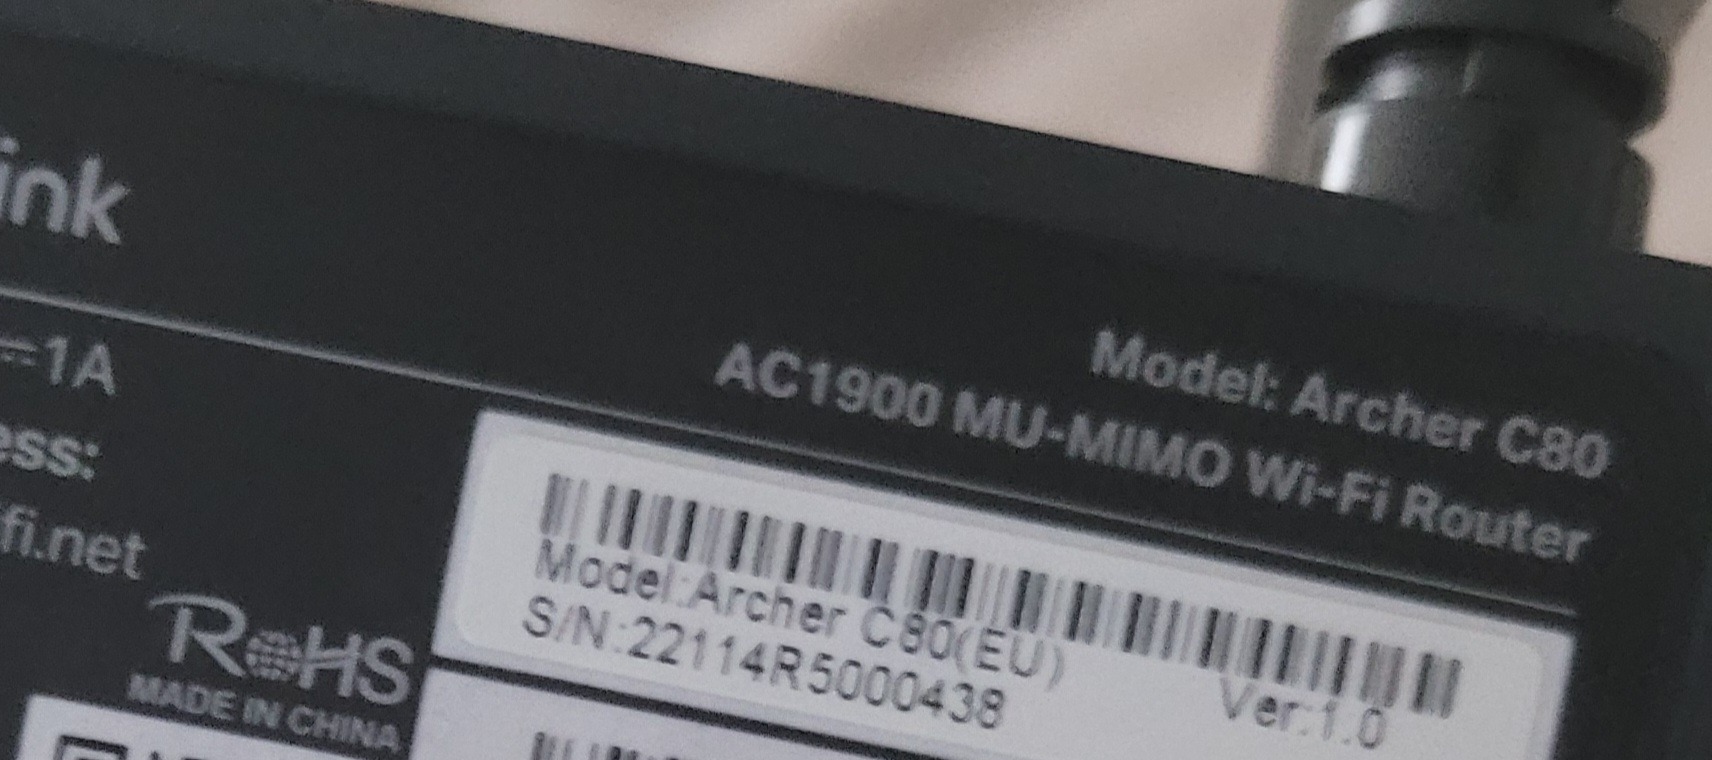 ink
Model: Archer C80
AC1900 MU-MIMO Wi-Fi Router
⎓1A
ess:
fi.net
RoHS
MADE IN CHINA
Model:Archer C80(EU)
S/N:22114R5000438 Ver:1.0